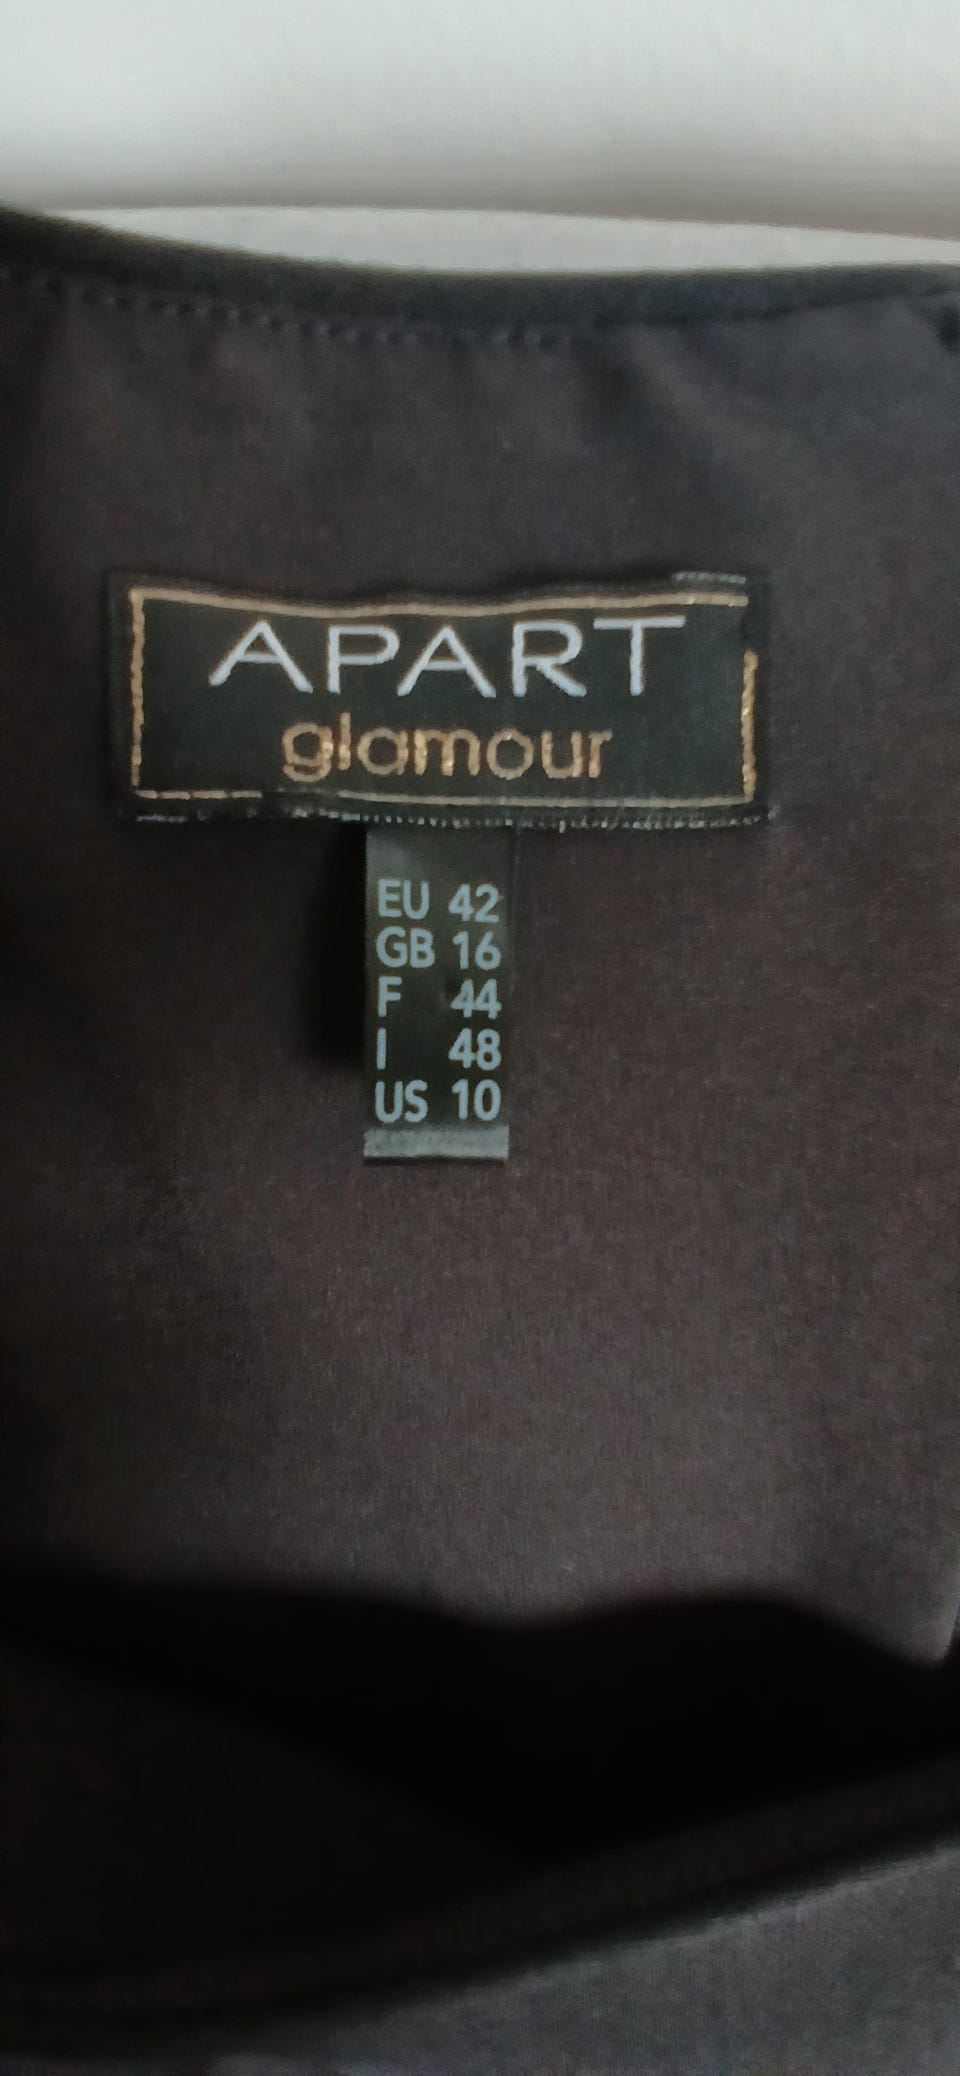 APART
glamour
EU 42
GB 16
F 44
I 48
US 10